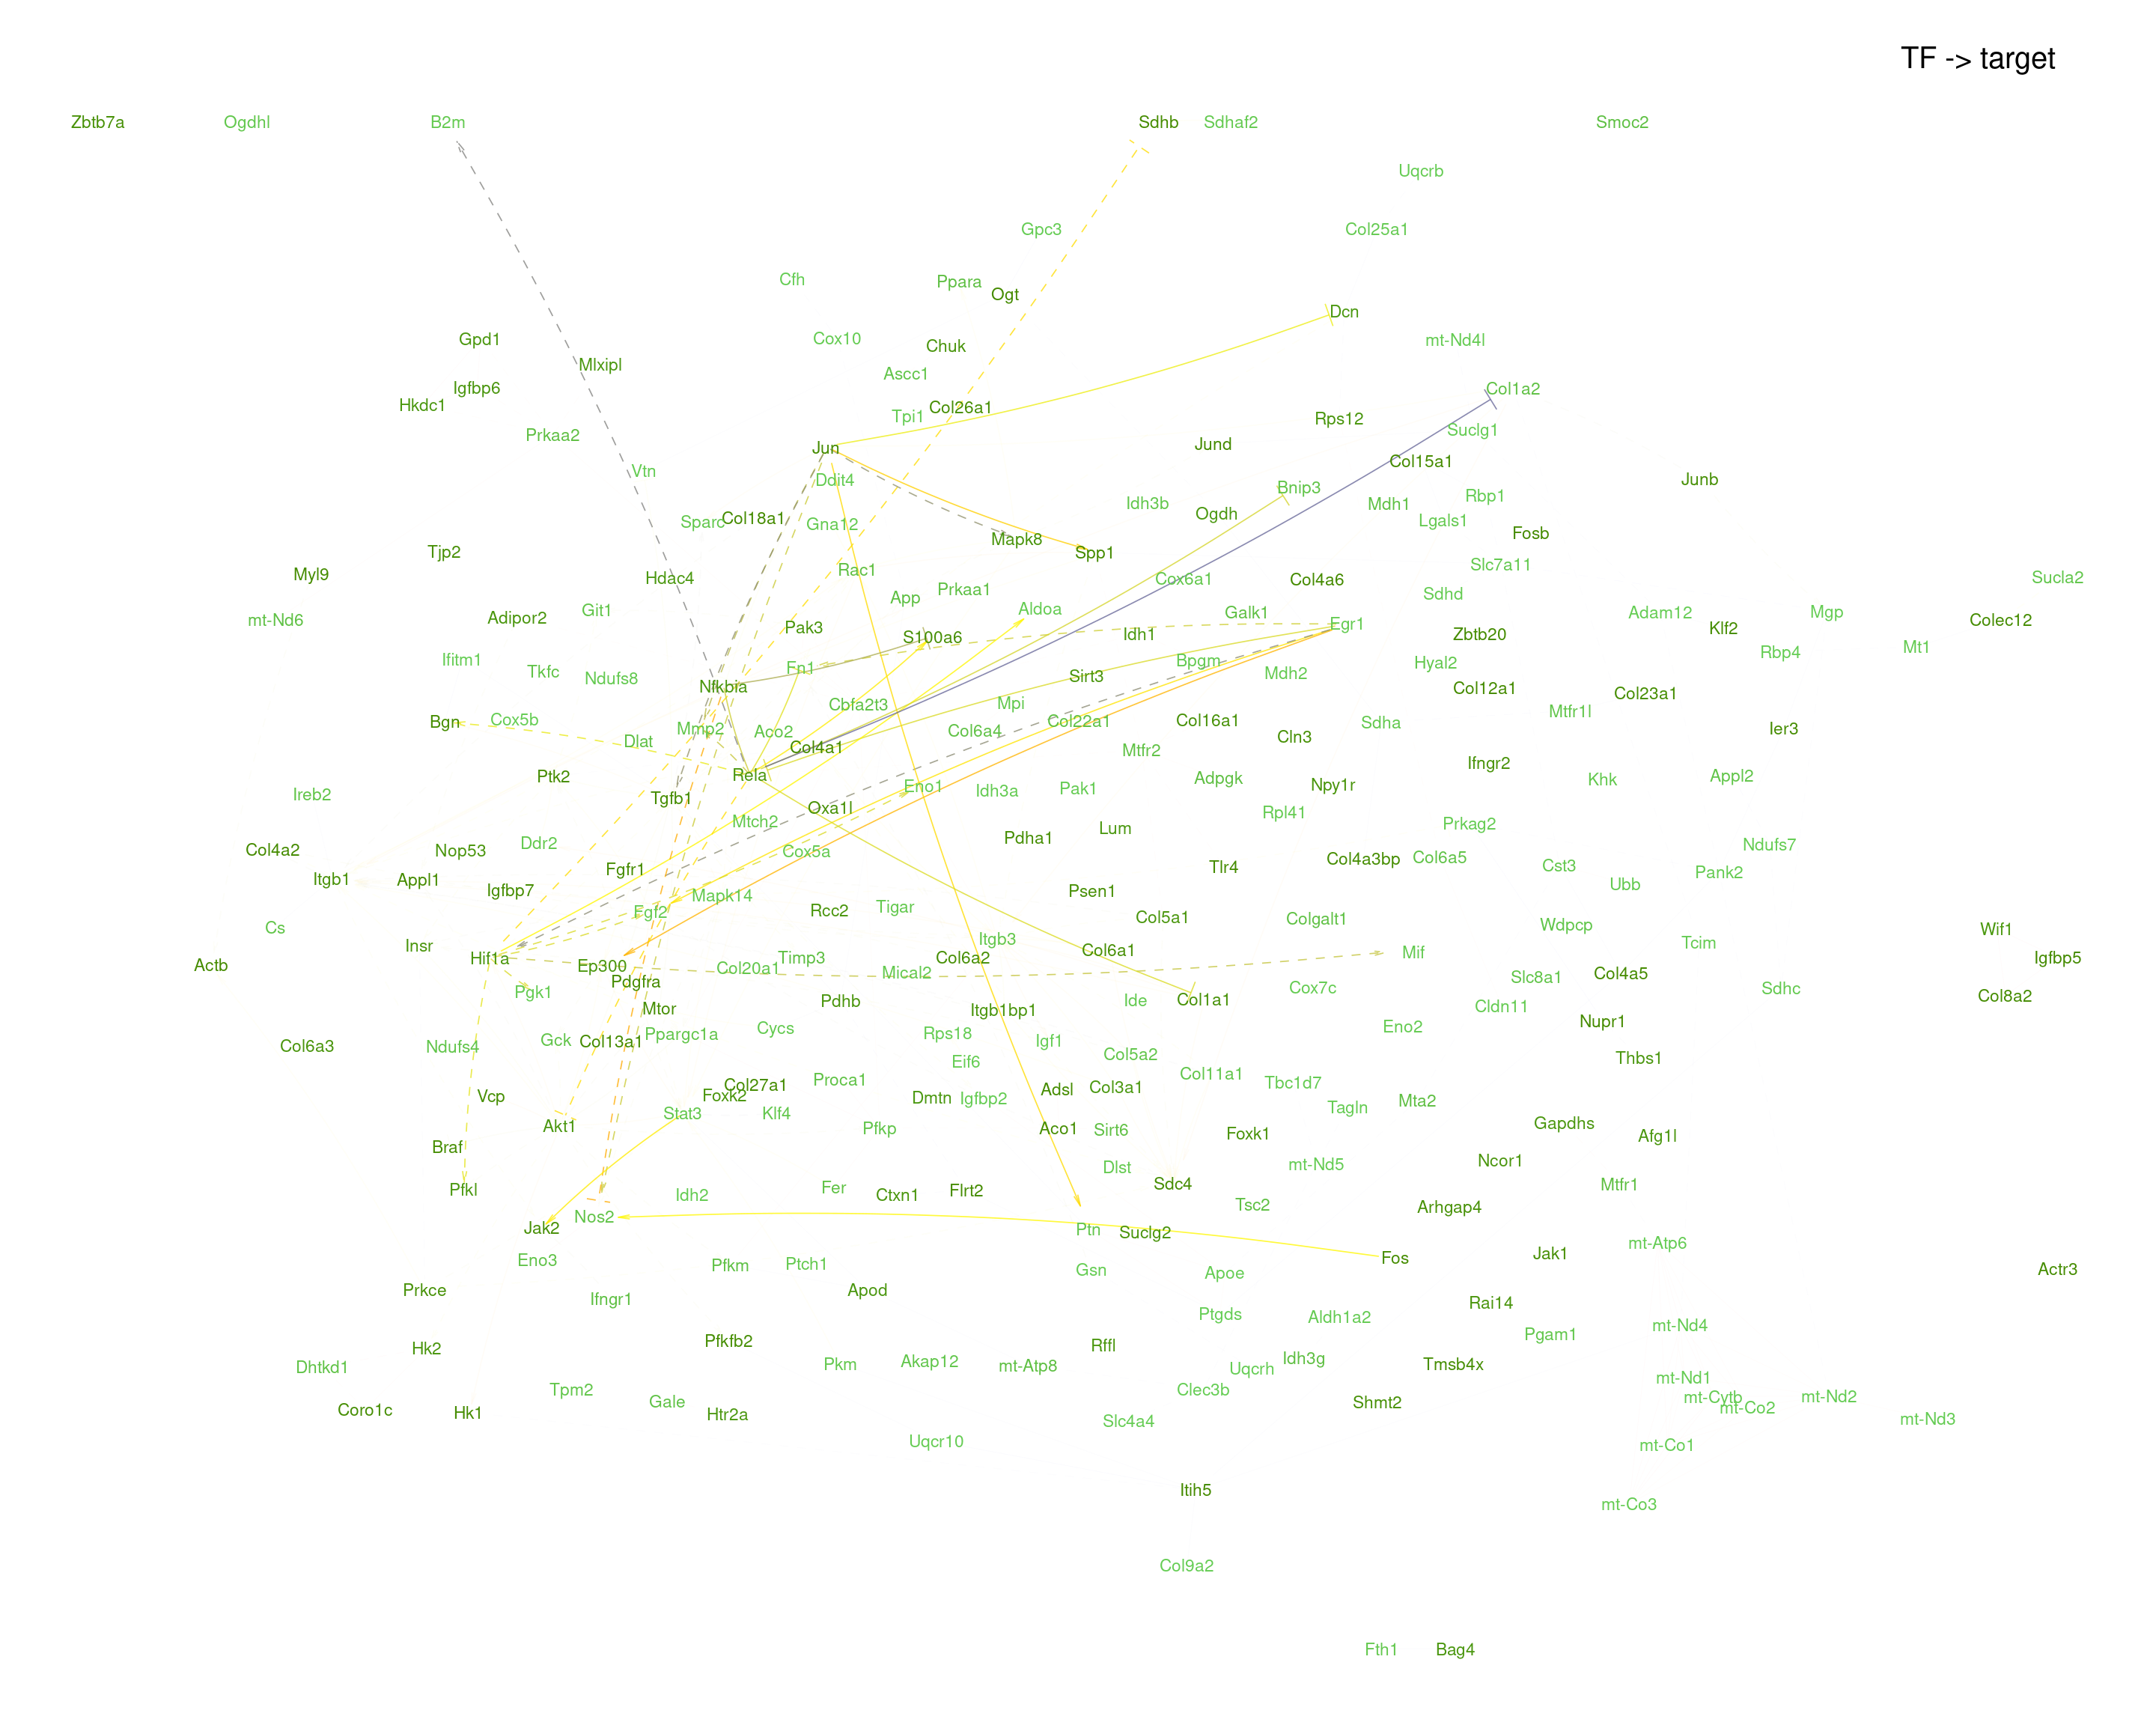 TF -> target
Zbtb7a
Ogdhl
B2m
Sdhb
Sdhaf2
Smoc2
Uqcrb
Gpc3
Col25a1
Cfh
Ppara
Ogt
Dcn
Gpd1
Cox10
Chuk
mt-Nd4l
Mlxipl
Ascc1
Igfbp6
Col1a2
Hkdc1
Tpi1
Col26a1
Rps12
Prkaa2
Jun
Jund
Suclg1
Vtn
Ddit4
Col15a1
Junb
Bnip3
Rbp1
Idh3b
Mdh1
Sparc
Col18a1
Gna12
Ogdh
Lgals1
Fosb
Mapk8
Tjp2
Spp1
Myl9
Hdac4
Rac1
Cox6a1
Col4a6
Slc7a11
Sucla2
App
Prkaa1
Sdhd
mt-Nd6
Adipor2
Git1
Aldoa
Galk1
Egr1
Adam12
Mgp
Colec12
Pak3
S100a6
Idh1
Zbtb20
Klf2
Ifitm1
Tkfc
Ndufs8
Fn1
Bpgm
Mdh2
Hyal2
Rbp4
Mt1
Nfkbia
Sirt3
Col12a1
Col23a1
Bgn
Cox5b
Cbfa2t3
Mpi
Col22a1
Col16a1
Sdha
Mtfr1l
Dlat
Mmp2
Aco2
Col4a1
Col6a4
Mtfr2
Cln3
Ier3
Ptk2
Rela
Adpgk
Npy1r
Ifngr2
Khk
Appl2
Ireb2
Tgfb1
Oxa1l
Eno1
Idh3a
Pak1
Rpl41
Mtch2
Lum
Prkag2
Col4a2
Nop53
Ddr2
Cox5a
Pdha1
Col4a3bp
Col6a5
Ndufs7
Itgb1
Appl1
Igfbp7
Fgfr1
Mapk14
Psen1
Tlr4
Cst3
Ubb
Pank2
Cs
Fgf2
Rcc2
Tigar
Col5a1
Colgalt1
Wdpcp
Wif1
Insr
Itgb3
Tcim
Actb
Hif1a
Ep300
Col20a1
Timp3
Mical2
Col6a2
Col6a1
Mif
Col4a5
Igfbp5
Pgk1
Pdgfra
Pdhb
Itgb1bp1
Ide
Col1a1
Cox7c
Slc8a1
Cldn11
Sdhc
Col8a2
Mtor
Nupr1
Col6a3
Ndufs4
Gck
Col13a1
Ppargc1a
Cycs
Rps18
Igf1
Eno2
Eif6
Col5a2
Thbs1
Vcp
Foxk2
Col27a1
Proca1
Dmtn
Igfbp2
Adsl
Col3a1
Col11a1
Tbc1d7
Stat3
Klf4
Tagln
Mta2
Braf
Akt1
Pfkp
Aco1
Sirt6
Foxk1
Gapdhs
Afg1l
Pfkl
Idh2
Fer
Ctxn1
Flrt2
Dlst
Sdc4
mt-Nd5
Ncor1
Mtfr1
Jak2
Nos2
Ptn
Suclg2
Tsc2
Arhgap4
Eno3
Pfkm
Ptch1
Gsn
Apoe
Fos
Jak1
mt-Atp6
Actr3
Prkce
Ifngr1
Apod
Ptgds
Aldh1a2
Rai14
Hk2
Pfkfb2
Rffl
Pgam1
mt-Nd4
Dhtkd1
Pkm
Akap12
mt-Atp8
Uqcrh
Idh3g
Tmsb4x
mt-Nd1
Tpm2
Gale
Clec3b
Shmt2
mt-Cytb
mt-Co2
mt-Nd2
Coro1c
Hk1
Htr2a
Slc4a4
mt-Nd3
Uqcr10
mt-Co1
Itih5
mt-Co3
Col9a2
Fth1
Bag4